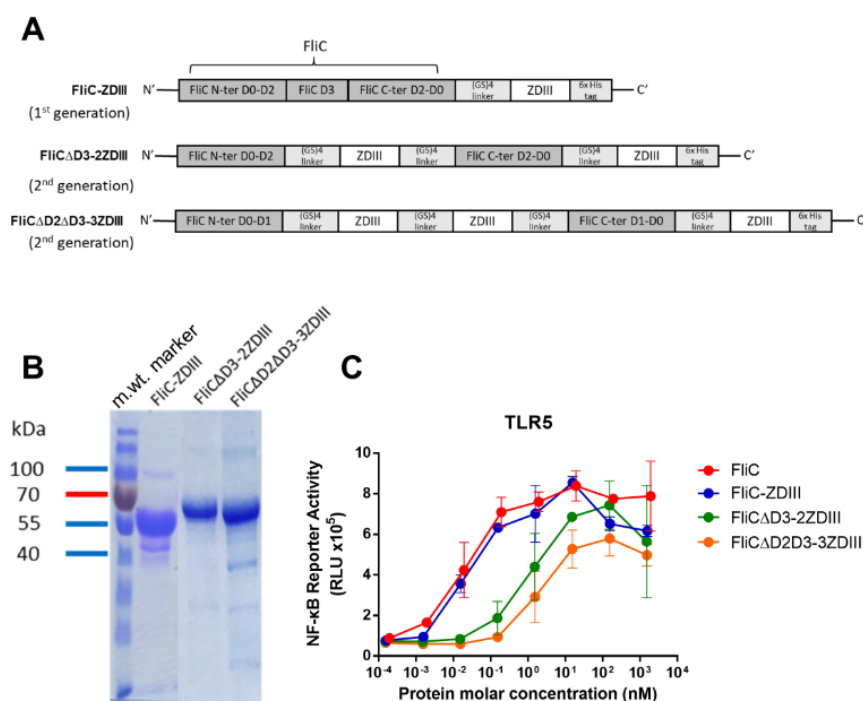 A
FliC
FliC-ZDIII
(1st generation)
N' FliC N-ter D0-D2 FliC D3 FliC C-ter D2-D0 (GS)4 linker ZDIII 6x His tag C'
FliCΔD3-2ZDIII
(2nd generation)
N' FliC N-ter D0-D2 (GS)4 linker ZDIII (GS)4 linker FliC C-ter D2-D0 (GS)4 linker ZDIII 6x His tag C'
FliCΔD2ΔD3-3ZDIII
(2nd generation)
N' FliC N-ter D0-D1 (GS)4 linker ZDIII (GS)4 linker ZDIII (GS)4 linker FliC C-ter D1-D0 (GS)4 linker ZDIII 6x His tag C
B
m.wt. marker
FliC-ZDIII
FliCΔD3-2ZDIII
FliCΔD2ΔD3-3ZDIII
kDa
100
70
55
40
C
TLR5
NF-κB Reporter Activity
(RLU x10⁵)
10
8
6
4
2
0
10⁻⁴ 10⁻³ 10⁻² 10⁻¹ 10⁰ 10¹ 10² 10³ 10⁴
Protein molar concentration (nM)
FliC
FliC-ZDIII
FliCΔD3-2ZDIII
FliCΔD2D3-3ZDIII